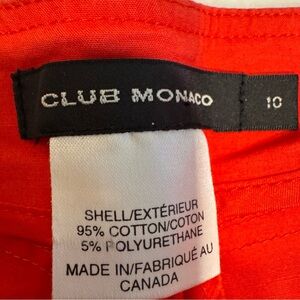 CLUB MONACO
10
SHELL/EXTÉRIEUR
95% COTTON/COTON
5% POLYURETHANE
MADE IN/FABRIQUÉ AU
CANADA